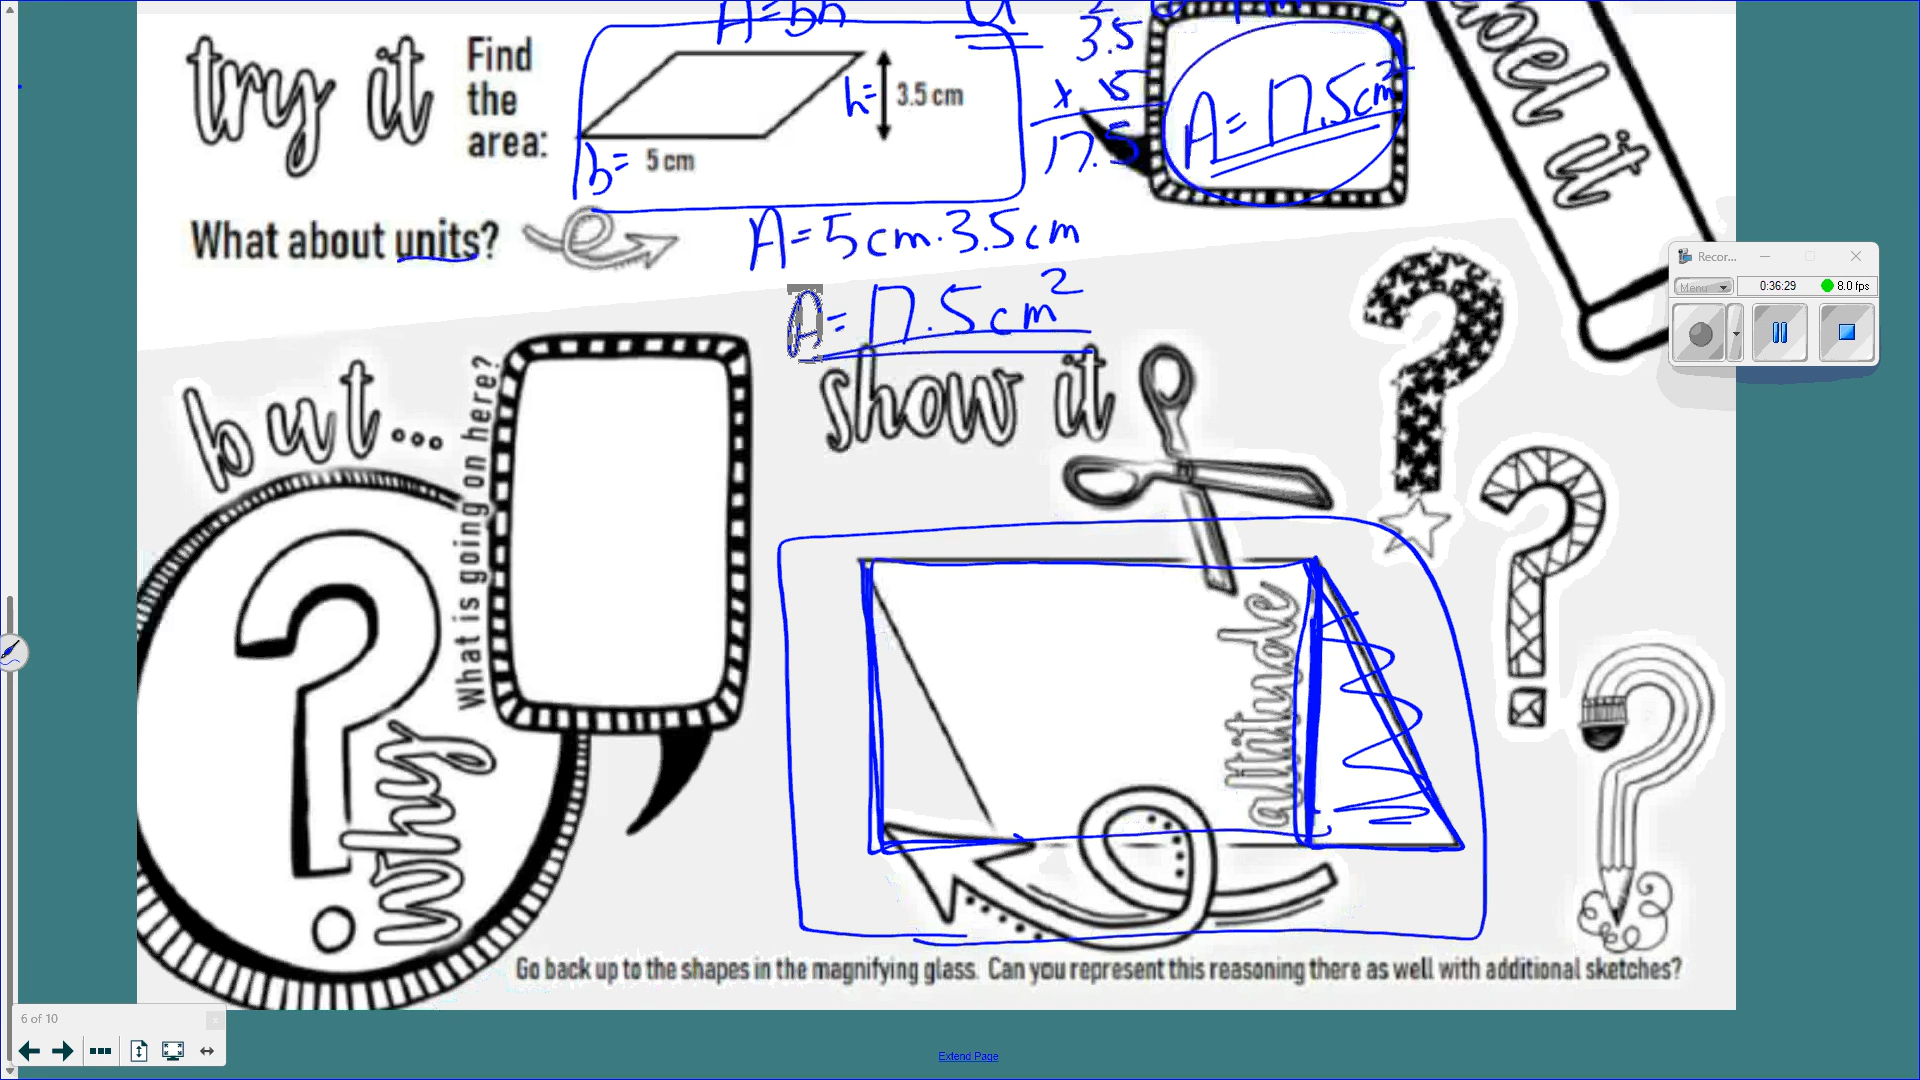 A=bh
try it
Find
the
area:
h=
3.5 cm
b=
5 cm
3.5
x 5
17.5
A= 17.5cm²
label it
What about units?
A=5cm·3.5cm
A=17.5cm²
but...
What is going on here?
why
?
show it
altitude
Go back up to the shapes in the magnifying glass. Can you represent this reasoning there as well with additional sketches?
Recor...
Menu
0:36:29
8.0 fps
6 of 10
Extend Page